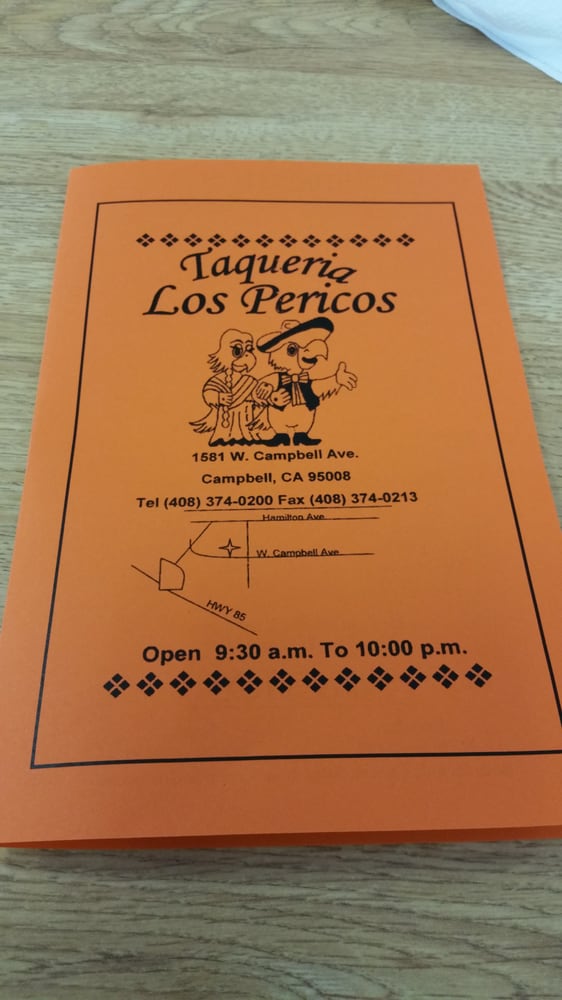 Taqueria
Los Pericos
1581 W. Campbell Ave.
Campbell, CA 95008
Tel (408) 374-0200 Fax (408) 374-0213
Hamilton Ave
W. Campbell Ave
HWY 85
Open 9:30 a.m. To 10:00 p.m.